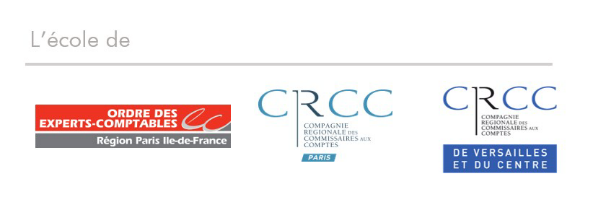 L'école de
ORDRE DES
EXPERTS-COMPTABLES
Région Paris Ile-de-France
CRCC
COMPAGNIE
REGIONALE DES
COMMISSAIRES AUX
COMPTES
PARIS
CRCC
COMPAGNIE
REGIONALE DES
COMMISSAIRES AUX
COMPTES
DE VERSAILLES
ET DU CENTRE